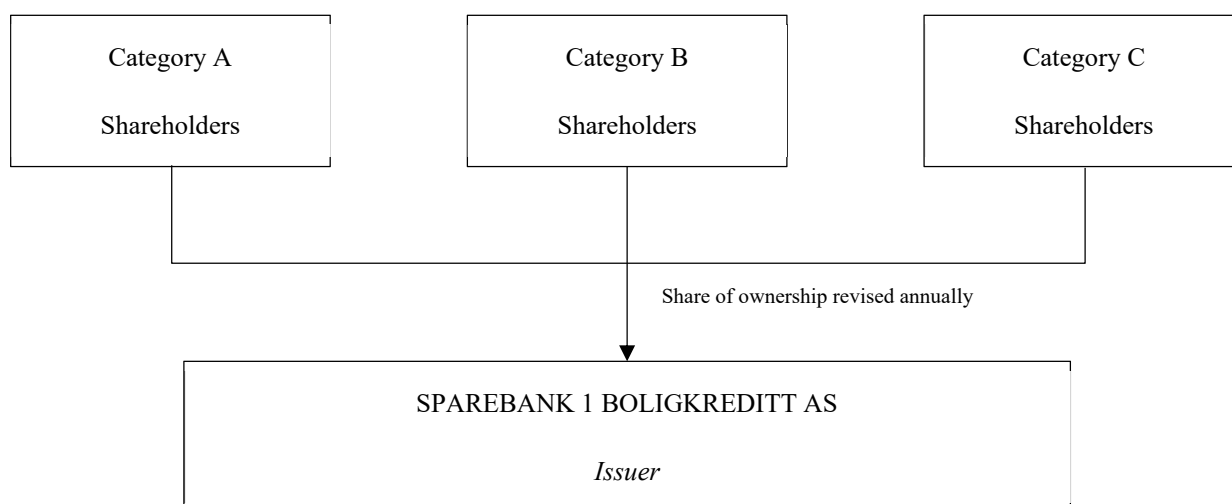 Category A
Shareholders
Category B
Shareholders
Category C
Shareholders
Share of ownership revised annually
SPAREBANK 1 BOLIGKREDITT AS
Issuer